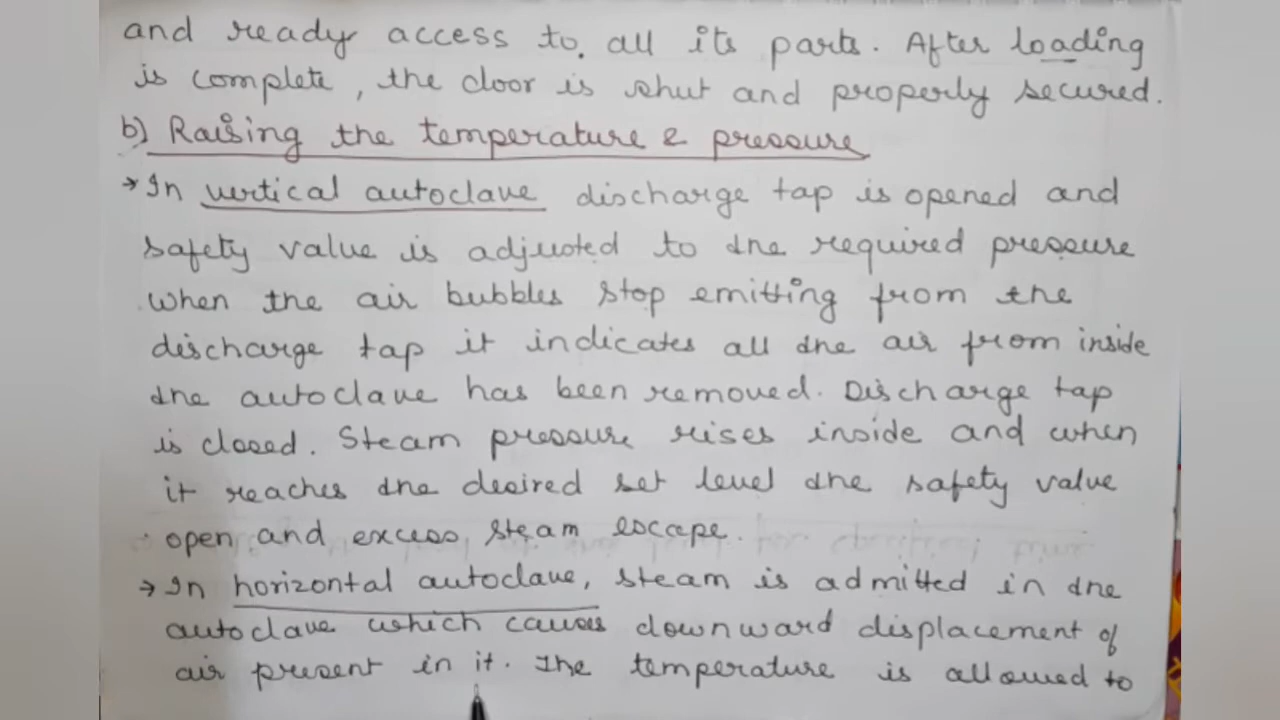 and ready access to all its parts. After loading
is complete, the door is shut and properly secured.
b) Raising the temperature & pressure
→ In vertical autoclave discharge tap is opened and
safety value is adjusted to the required pressure
when the air bubbles stop emitting from the
discharge tap it indicates all the air from inside
the autoclave has been removed. Discharge tap
is closed. Steam pressure rises inside and when
it reaches the desired set level the safety value
open and excess steam escape.
→ In horizontal autoclave, steam is admitted in the
autoclave which causes downward displacement of
air present in it. The temperature is allowed to